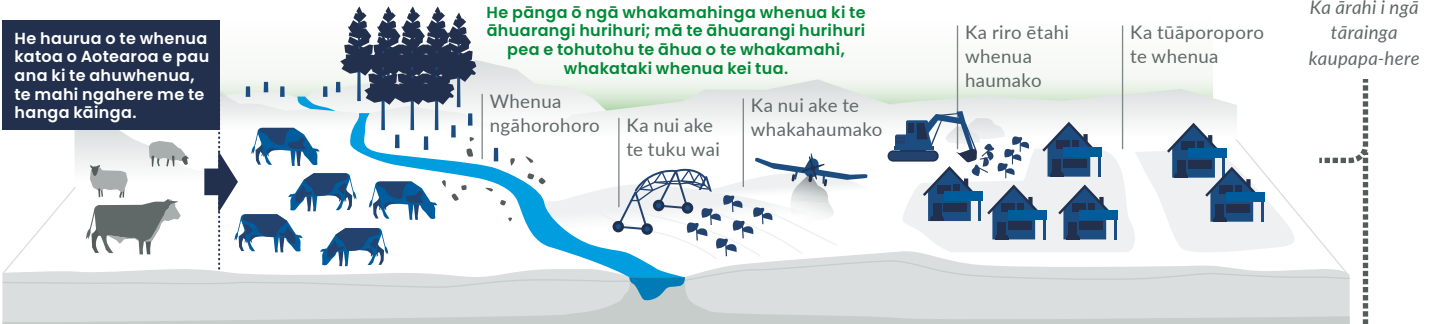 He haurua o te whenua
katoa o Aotearoa e pau
ana ki te ahuwhenua,
te mahi ngahere me te
hanga kāinga.
He pānga ō ngā whakamahinga whenua ki te
āhuarangi hurihuri; mā te āhuarangi hurihuri
pea e tohutohu te āhua o te whakamahi,
whakataki whenua kei tua.
Whenua
ngāhorohoro
Ka nui ake
te tuku wai
Ka nui ake te
whakahaumako
Ka riro ētahi
whenua
haumako
Ka tūāporoporo
te whenua
Ka ārahi i ngā
tārainga
kaupapa-here